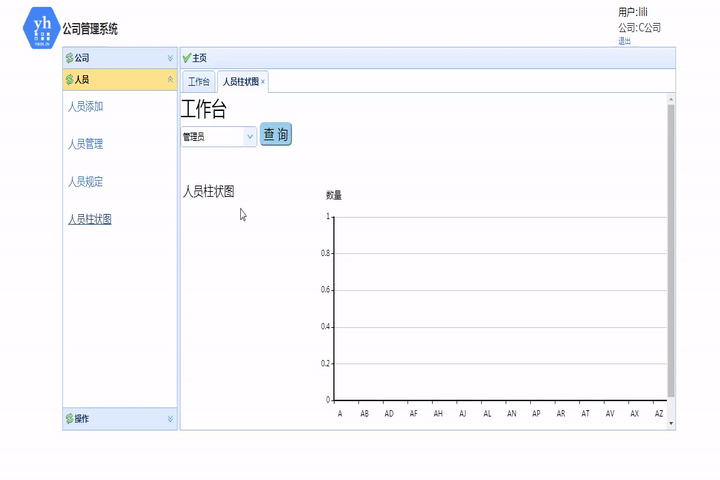 yh
公司管理系统
用户:lili
公司:C公司
退出
公司
人员
人员添加
人员管理
人员规定
人员柱状图
操作
主页
工作台
人员柱状图 ×
工作台
管理员
查 询
人员柱状图
数量
1
0.8
0.6
0.4
0.2
0
A AB AD AF AH AJ AL AN AP AR AT AV AX AZ